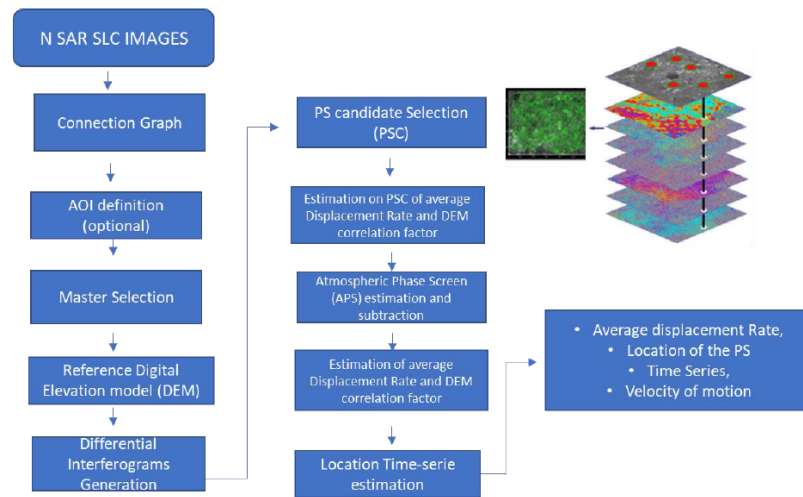 N SAR SLC IMAGES
Connection Graph
AOI definition
(optional)
Master Selection
Reference Digital
Elevation model (DEM)
Differential
Interferograms
Generation
PS candidate Selection
(PSC)
Estimation on PSC of average
Displacement Rate and DEM
correlation factor
Atmospheric Phase Screen
(APS) estimation and
subtraction
Estimation of average
Displacement Rate and DEM
correlation factor
Location Time-serie
estimation
• Average displacement Rate,
• Location of the PS
• Time Series,
• Velocity of motion